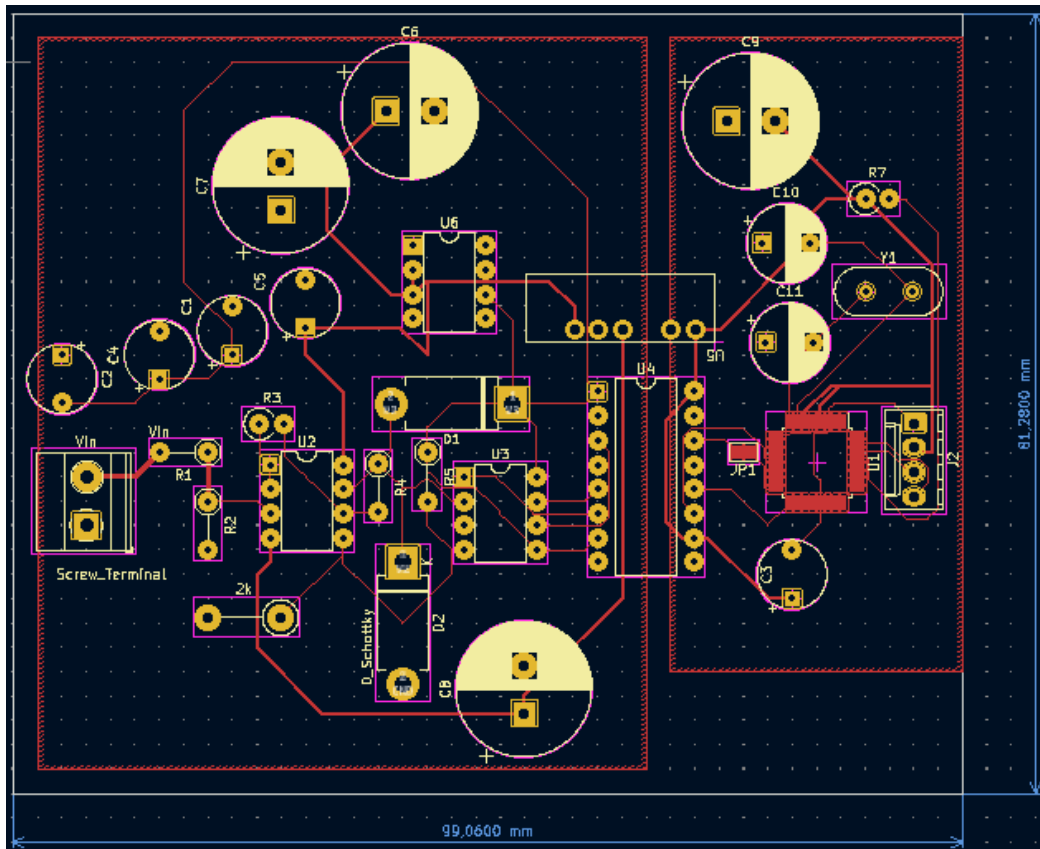 C6
C9
C7
R7
C10
U6
C5
Y1
C1
C11
C4
U5
C2
U4
R3
VIn
VIn
D1
U2
U3
R1
JP1
U1
J2
R4
R5
R2
Screw_Terminal
C3
2k
K
D2
D_Schottky
C8
81,2800 mm
99,0600 mm